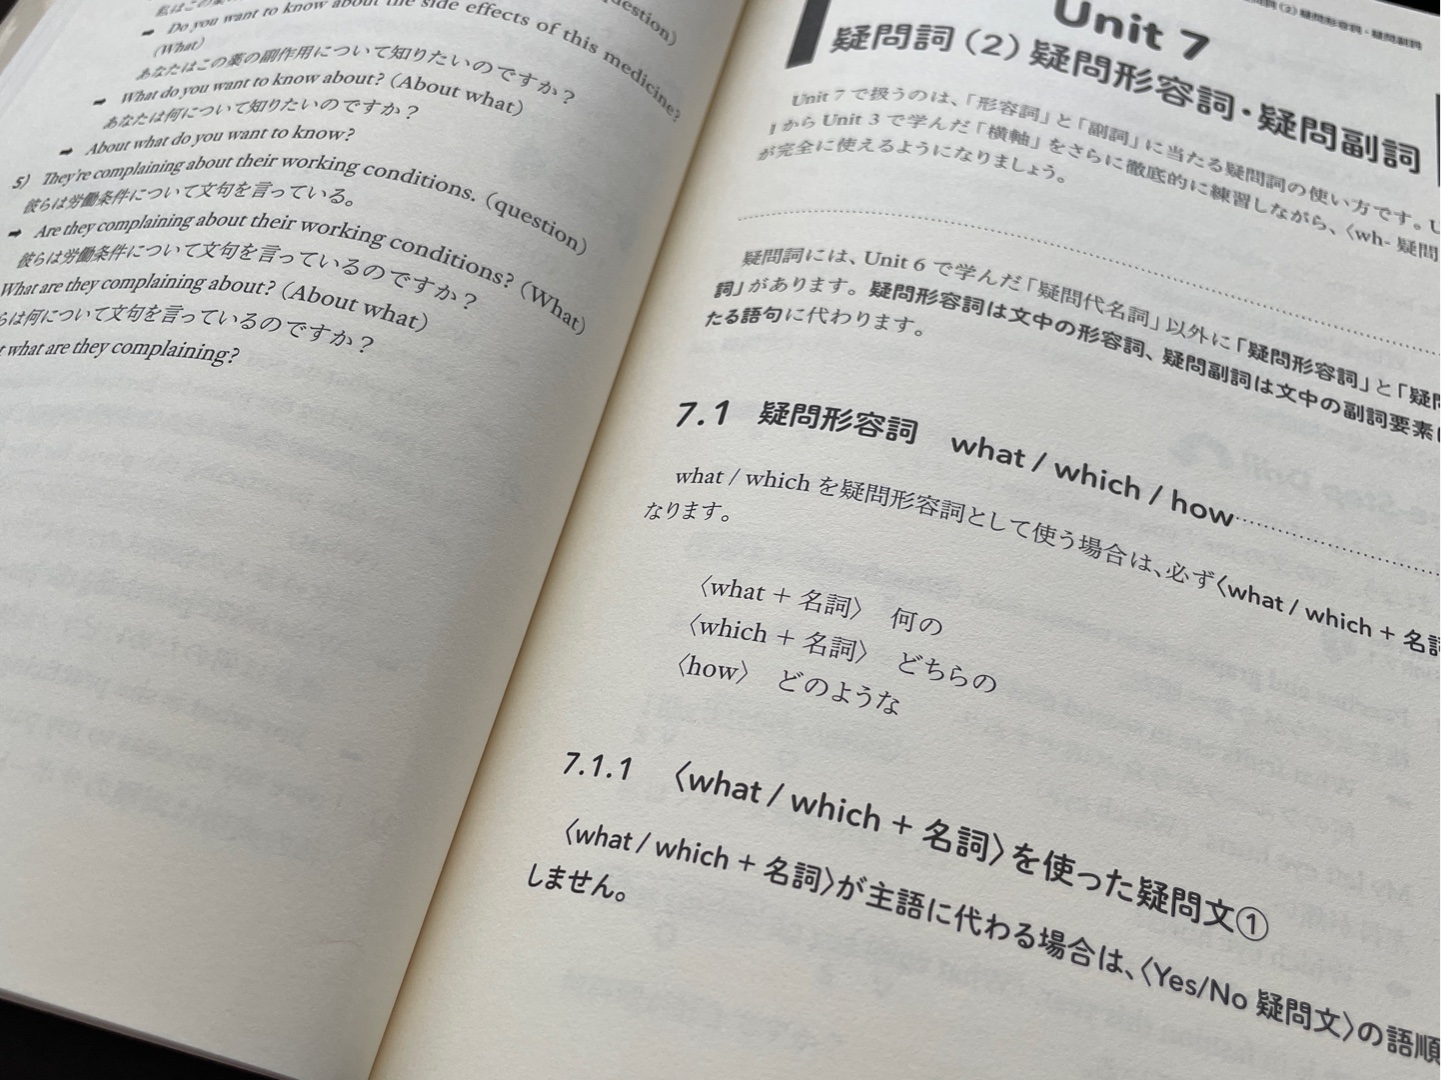 uestion)
私はこの薬の
➡ Do you want to know about the side effects of this medicine?
(What)
あなたはこの薬の副作用について知りたいのですか?
➡ What do you want to know about? (About what)
あなたは何について知りたいのですか?
➡ About what do you want to know?
5) They're complaining about their working conditions. (question)
彼らは労働条件について文句を言っている。
➡ Are they complaining about their working conditions? (What)
彼らは労働条件について文句を言っているのですか?
What are they complaining about? (About what)
らは何について文句を言っているのですか?
t what are they complaining?
(2) 疑問形容詞・疑問副詞
Unit 7
疑問詞(2)疑問形容詞・疑問副詞
Unit 7 で扱うのは、「形容詞」と「副詞」に当たる疑問詞の使い方です。U
1 から Unit 3 で学んだ「横軸」をさらに徹底的に練習しながら、〈wh- 疑問
が完全に使えるようになりましょう。
疑問詞には、Unit 6 で学んだ「疑問代名詞」以外に「疑問形容詞」と「疑問
詞」があります。疑問形容詞は文中の形容詞、疑問副詞は文中の副詞要素に
たる語句に代わります。
7.1 疑問形容詞 what / which / how
what / which を疑問形容詞として使う場合は、必ず〈what / which + 名詞
なります。
〈what + 名詞〉 何の
〈which + 名詞〉 どちらの
〈how〉 どのような
7.1.1 〈what / which + 名詞〉を使った疑問文①
〈what / which + 名詞〉が主語に代わる場合は、〈Yes/No 疑問文〉の語順
しません。